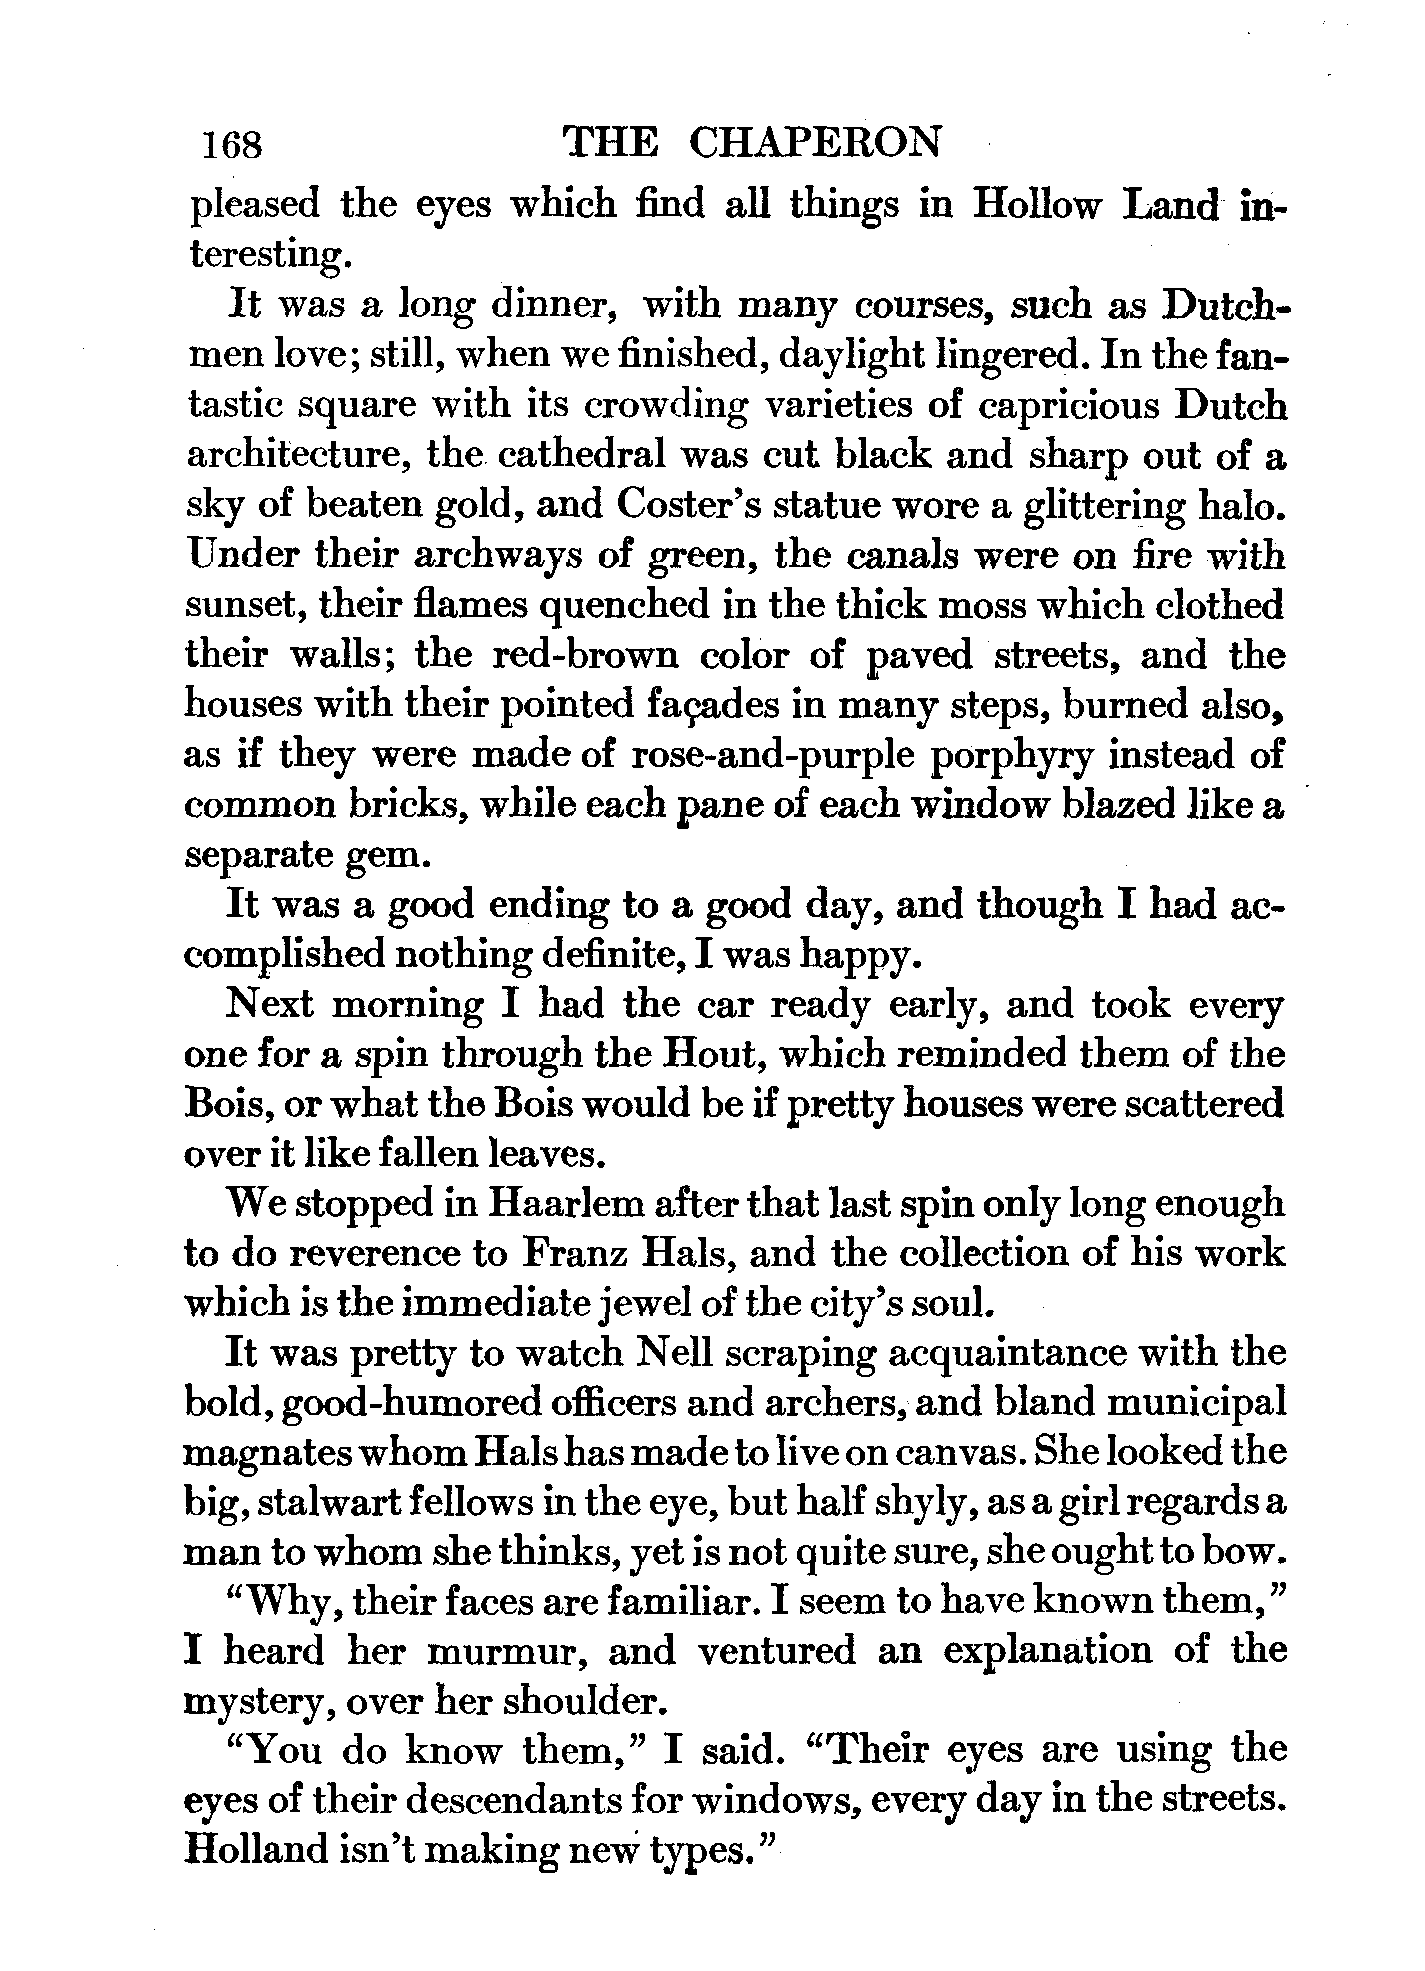 168 THE CHAPERON
pleased the eyes which find all things in Hollow Land in-
teresting.
It was a long dinner, with many courses, such as Dutch-
men love; still, when we finished, daylight lingered. In the fan-
tastic square with its crowding varieties of capricious Dutch
architecture, the cathedral was cut black and sharp out of a
sky of beaten gold, and Coster's statue wore a glittering halo.
Under their archways of green, the canals were on fire with
sunset, their flames quenched in the thick moss which clothed
their walls; the red-brown color of paved streets, and the
houses with their pointed façades in many steps, burned also,
as if they were made of rose-and-purple porphyry instead of
common bricks, while each pane of each window blazed like a
separate gem.
It was a good ending to a good day, and though I had ac-
complished nothing definite, I was happy.
Next morning I had the car ready early, and took every
one for a spin through the Hout, which reminded them of the
Bois, or what the Bois would be if pretty houses were scattered
over it like fallen leaves.
We stopped in Haarlem after that last spin only long enough
to do reverence to Franz Hals, and the collection of his work
which is the immediate jewel of the city's soul.
It was pretty to watch Nell scraping acquaintance with the
bold, good-humored officers and archers, and bland municipal
magnates whom Hals has made to live on canvas. She looked the
big, stalwart fellows in the eye, but half shyly, as a girl regards a
man to whom she thinks, yet is not quite sure, she ought to bow.
"Why, their faces are familiar. I seem to have known them,"
I heard her murmur, and ventured an explanation of the
mystery, over her shoulder.
"You do know them," I said. "Their eyes are using the
eyes of their descendants for windows, every day in the streets.
Holland isn't making new types."